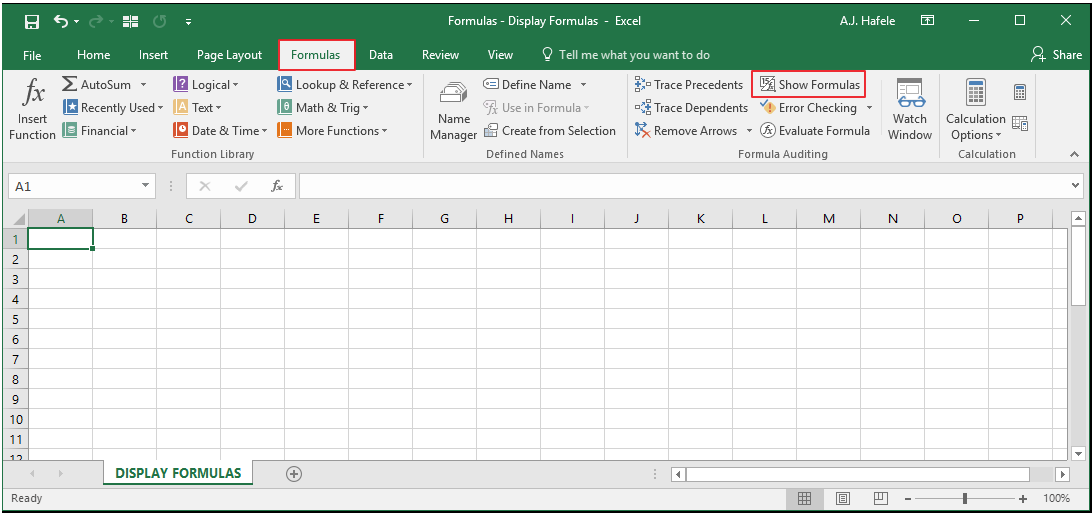 Formulas - Display Formulas - Excel
A.J. Hafele
File Home Insert Page Layout Formulas Data Review View Tell me what you want to do Share
fx Insert Function
AutoSum
Recently Used
Financial
Logical
Text
Date & Time
Lookup & Reference
Math & Trig
More Functions
Function Library
Name Manager
Define Name
Use in Formula
Create from Selection
Defined Names
Trace Precedents
Trace Dependents
Remove Arrows
Show Formulas
Error Checking
Evaluate Formula
Formula Auditing
Watch Window
Calculation Options
Calculation
A1 fx
A B C D E F G H I J K L M N O P
1
2
3
4
5
6
7
8
9
10
11
12
DISPLAY FORMULAS
Ready 100%